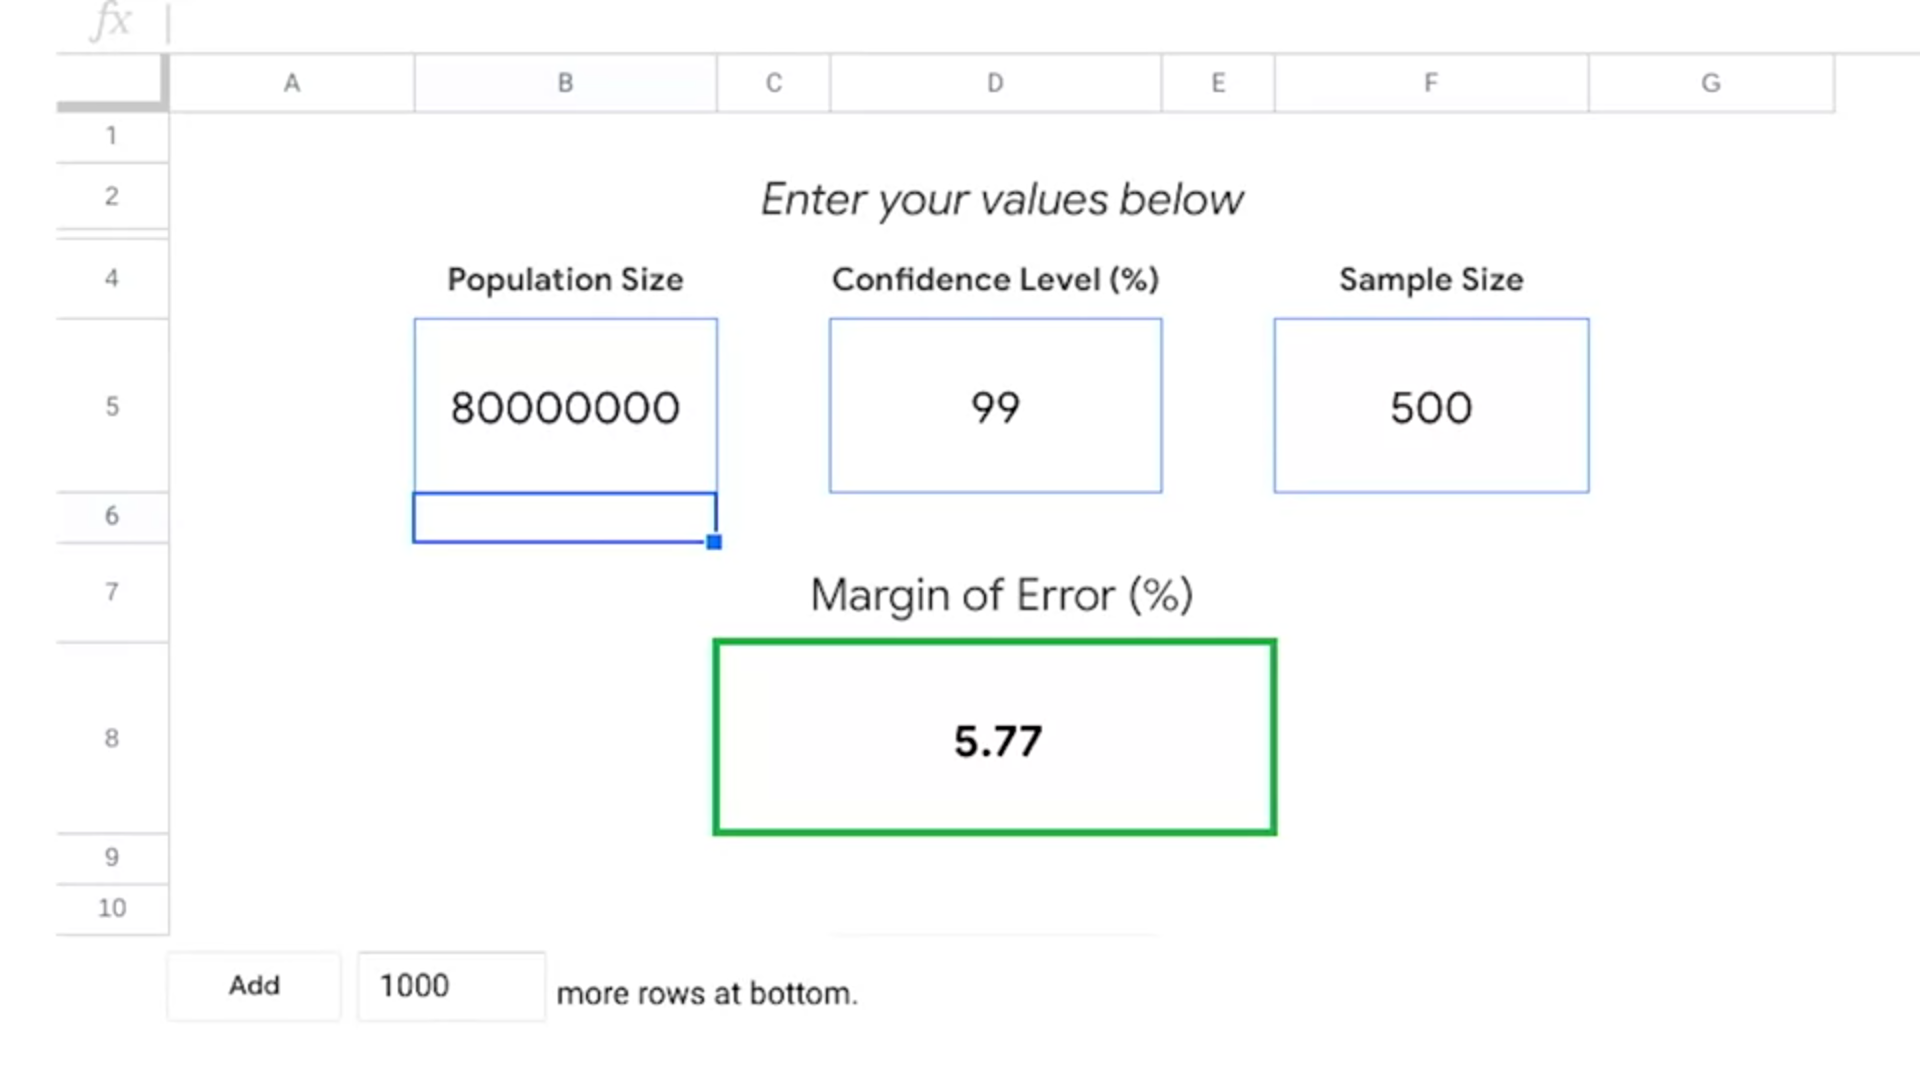 fx
A B C D E F G
1
2 Enter your values below
4 Population Size Confidence Level (%) Sample Size
5 80000000 99 500
6
7 Margin of Error (%)
8 5.77
9
10
Add 1000 more rows at bottom.